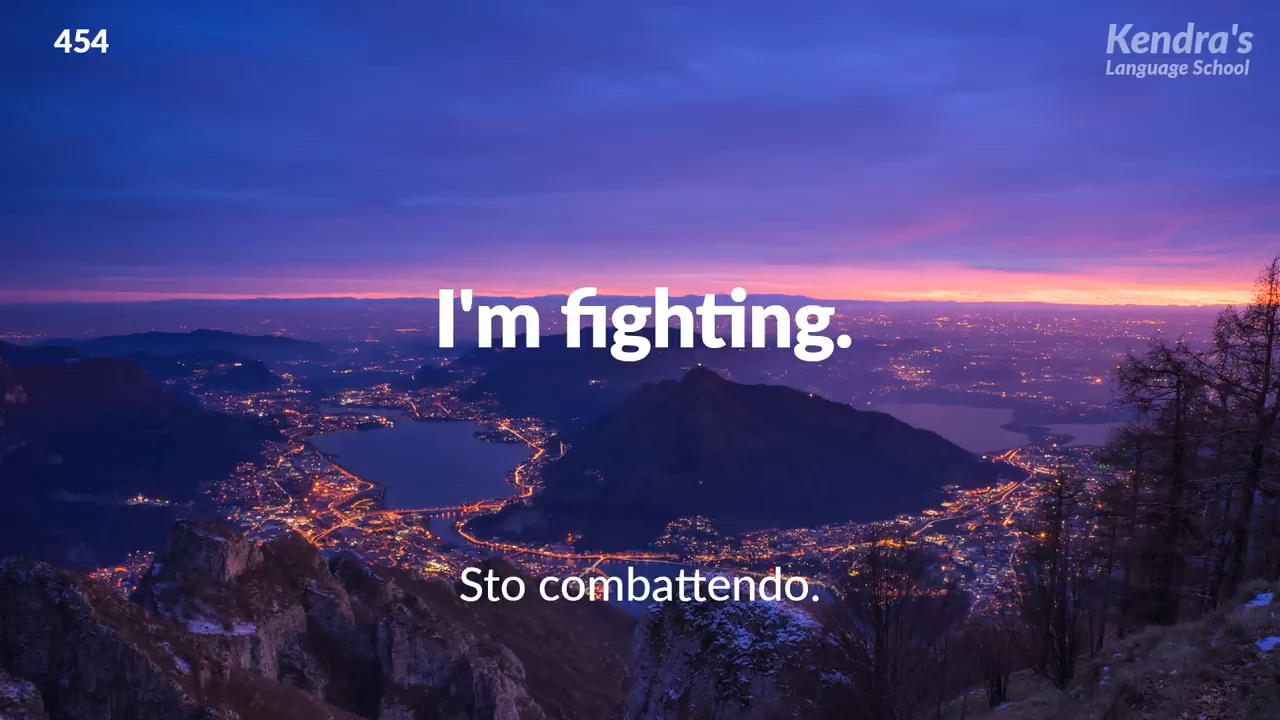 454
Kendra's
Language School
I'm fighting.
Sto combattendo.